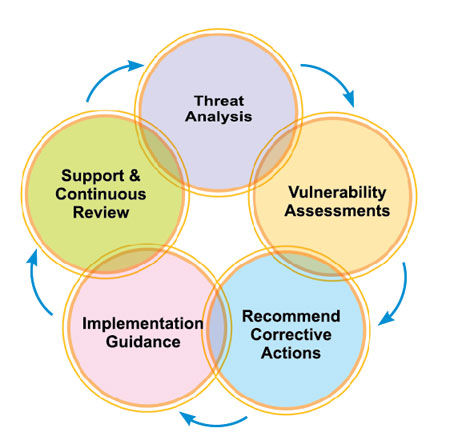 Threat
Analysis
Vulnerability
Assessments
Recommend
Corrective
Actions
Implementation
Guidance
Support &
Continuous
Review